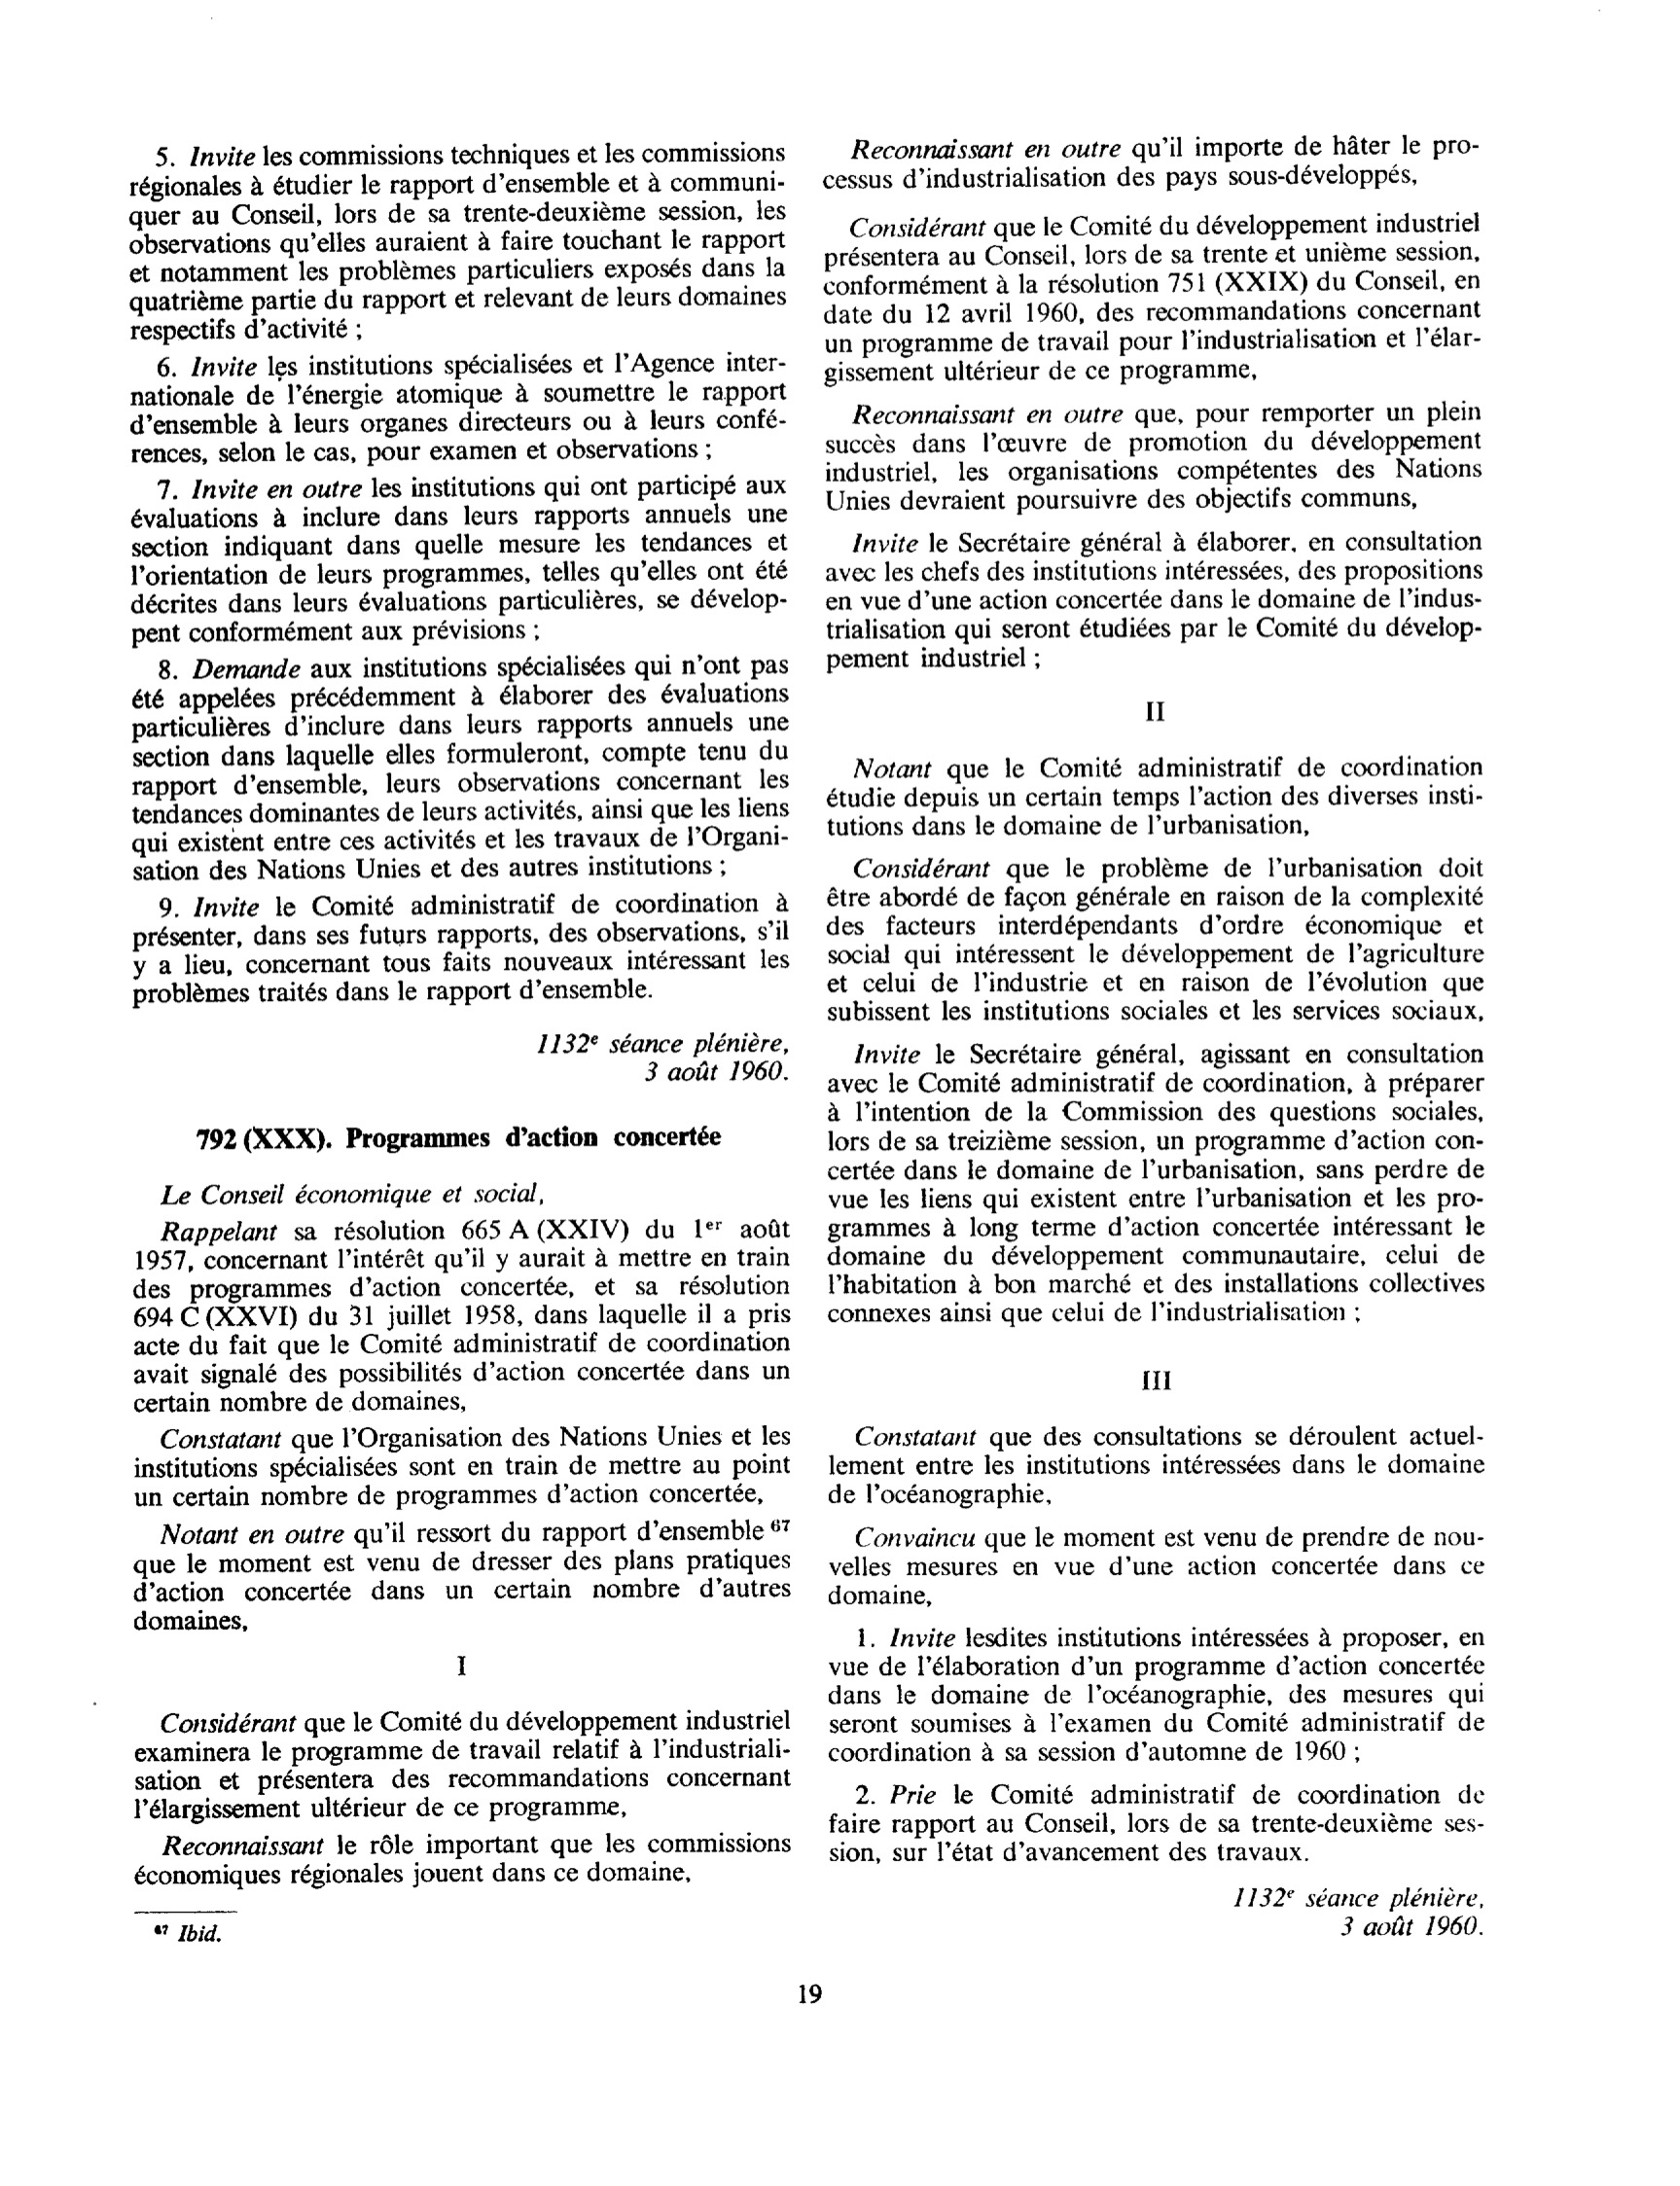 5. Invite les commissions techniques et les commissions
régionales à étudier le rapport d'ensemble et à communi-
quer au Conseil, lors de sa trente-deuxième session, les
observations qu'elles auraient à faire touchant le rapport
et notamment les problèmes particuliers exposés dans la
quatrième partie du rapport et relevant de leurs domaines
respectifs d'activité ;
6. Invite les institutions spécialisées et l'Agence inter-
nationale de l'énergie atomique à soumettre le rapport
d'ensemble à leurs organes directeurs ou à leurs confé-
rences, selon le cas, pour examen et observations ;
7. Invite en outre les institutions qui ont participé aux
évaluations à inclure dans leurs rapports annuels une
section indiquant dans quelle mesure les tendances et
l'orientation de leurs programmes, telles qu'elles ont été
décrites dans leurs évaluations particulières, se dévelop-
pent conformément aux prévisions ;
8. Demande aux institutions spécialisées qui n'ont pas
été appelées précédemment à élaborer des évaluations
particulières d'inclure dans leurs rapports annuels une
section dans laquelle elles formuleront, compte tenu du
rapport d'ensemble, leurs observations concernant les
tendances dominantes de leurs activités, ainsi que les liens
qui existent entre ces activités et les travaux de l'Organi-
sation des Nations Unies et des autres institutions ;
9. Invite le Comité administratif de coordination à
présenter, dans ses futurs rapports, des observations, s'il
y a lieu, concernant tous faits nouveaux intéressant les
problèmes traités dans le rapport d'ensemble.
1132e séance plénière,
3 août 1960.
792 (XXX). Programmes d'action concertée
Le Conseil économique et social,
Rappelant sa résolution 665 A (XXIV) du 1er août
1957, concernant l'intérêt qu'il y aurait à mettre en train
des programmes d'action concertée, et sa résolution
694 C (XXVI) du 31 juillet 1958, dans laquelle il a pris
acte du fait que le Comité administratif de coordination
avait signalé des possibilités d'action concertée dans un
certain nombre de domaines,
Constatant que l'Organisation des Nations Unies et les
institutions spécialisées sont en train de mettre au point
un certain nombre de programmes d'action concertée,
Notant en outre qu'il ressort du rapport d'ensemble 67
que le moment est venu de dresser des plans pratiques
d'action concertée dans un certain nombre d'autres
domaines,
I
Considérant que le Comité du développement industriel
examinera le programme de travail relatif à l'industriali-
sation et présentera des recommandations concernant
l'élargissement ultérieur de ce programme,
Reconnaissant le rôle important que les commissions
économiques régionales jouent dans ce domaine,
67 Ibid.
Reconnaissant en outre qu'il importe de hâter le pro-
cessus d'industrialisation des pays sous-développés,
Considérant que le Comité du développement industriel
présentera au Conseil, lors de sa trente et unième session,
conformément à la résolution 751 (XXIX) du Conseil, en
date du 12 avril 1960, des recommandations concernant
un programme de travail pour l'industrialisation et l'élar-
gissement ultérieur de ce programme,
Reconnaissant en outre que, pour remporter un plein
succès dans l'œuvre de promotion du développement
industriel, les organisations compétentes des Nations
Unies devraient poursuivre des objectifs communs,
Invite le Secrétaire général à élaborer, en consultation
avec les chefs des institutions intéressées, des propositions
en vue d'une action concertée dans le domaine de l'indus-
trialisation qui seront étudiées par le Comité du dévelop-
pement industriel ;
II
Notant que le Comité administratif de coordination
étudie depuis un certain temps l'action des diverses insti-
tutions dans le domaine de l'urbanisation,
Considérant que le problème de l'urbanisation doit
être abordé de façon générale en raison de la complexité
des facteurs interdépendants d'ordre économique et
social qui intéressent le développement de l'agriculture
et celui de l'industrie et en raison de l'évolution que
subissent les institutions sociales et les services sociaux,
Invite le Secrétaire général, agissant en consultation
avec le Comité administratif de coordination, à préparer
à l'intention de la Commission des questions sociales,
lors de sa treizième session, un programme d'action con-
certée dans le domaine de l'urbanisation, sans perdre de
vue les liens qui existent entre l'urbanisation et les pro-
grammes à long terme d'action concertée intéressant le
domaine du développement communautaire, celui de
l'habitation à bon marché et des installations collectives
connexes ainsi que celui de l'industrialisation ;
III
Constatant que des consultations se déroulent actuel-
lement entre les institutions intéressées dans le domaine
de l'océanographie,
Convaincu que le moment est venu de prendre de nou-
velles mesures en vue d'une action concertée dans ce
domaine,
1. Invite lesdites institutions intéressées à proposer, en
vue de l'élaboration d'un programme d'action concertée
dans le domaine de l'océanographie, des mesures qui
seront soumises à l'examen du Comité administratif de
coordination à sa session d'automne de 1960 ;
2. Prie le Comité administratif de coordination de
faire rapport au Conseil, lors de sa trente-deuxième ses-
sion, sur l'état d'avancement des travaux.
1132e séance plénière,
3 août 1960.
19